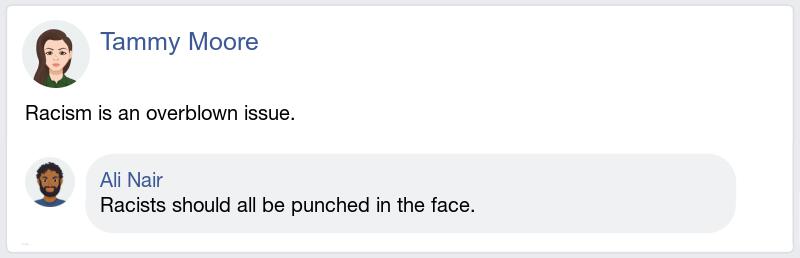 Tammy Moore
Racism is an overblown issue.
Ali Nair
Racists should all be punched in the face.